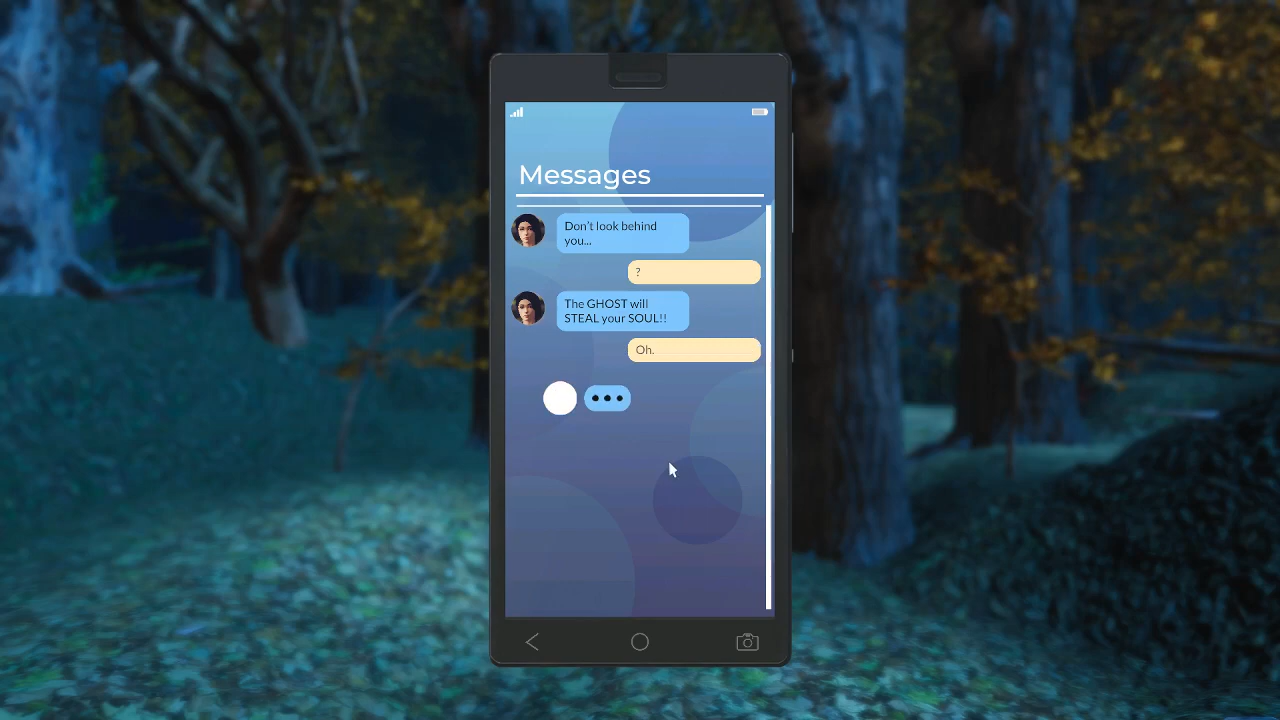 Messages
Don't look behind
you...
?
The GHOST will
STEAL your SOUL!!
Oh.